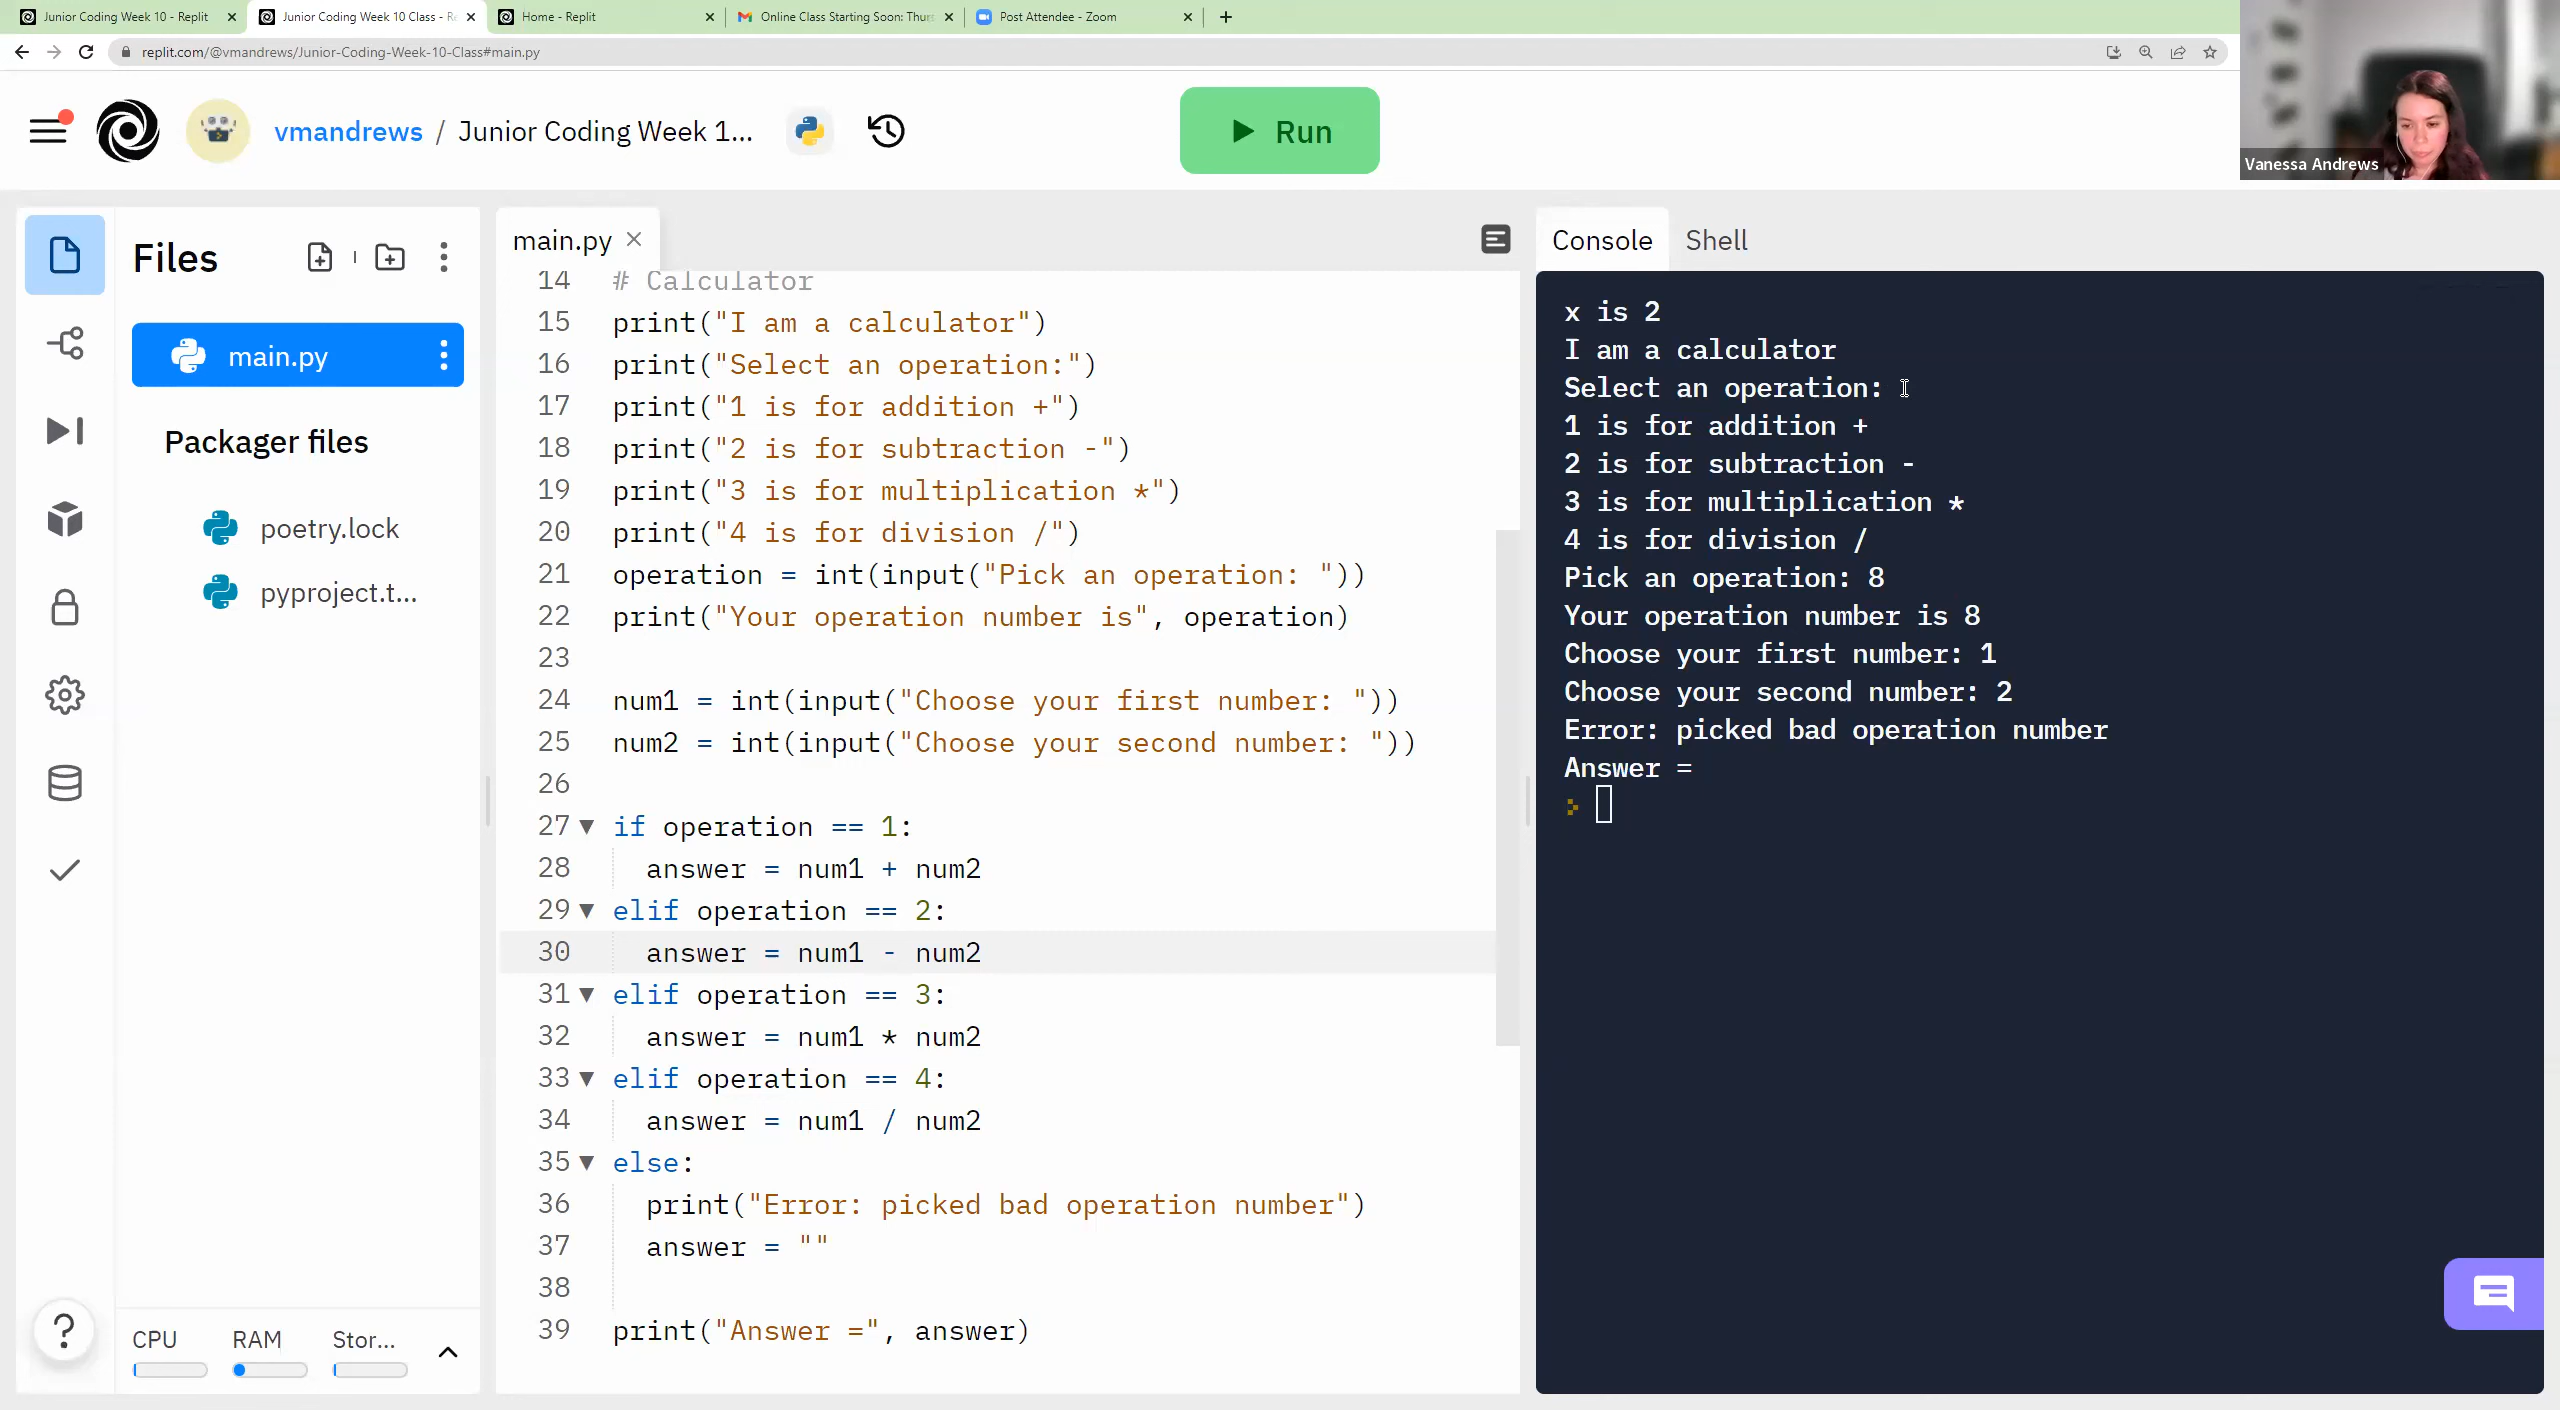 Junior Coding Week 10 - Replit
Junior Coding Week 10 Class - Re
Home - Replit
Online Class Starting Soon: Thurs
Post Attendee - Zoom
replit.com/@vmandrews/Junior-Coding-Week-10-Class#main.py
vmandrews / Junior Coding Week 1...
Run
Vanessa Andrews
Files
main.py
Packager files
poetry.lock
pyproject.t...
CPU
RAM
Stor...
?
main.py
14 # Calculator
15 print("I am a calculator")
16 print("Select an operation:")
17 print("1 is for addition +")
18 print("2 is for subtraction -")
19 print("3 is for multiplication *")
20 print("4 is for division /")
21 operation = int(input("Pick an operation: "))
22 print("Your operation number is", operation)
23
24 num1 = int(input("Choose your first number: "))
25 num2 = int(input("Choose your second number: "))
26
27 if operation == 1:
28   answer = num1 + num2
29 elif operation == 2:
30   answer = num1 - num2
31 elif operation == 3:
32   answer = num1 * num2
33 elif operation == 4:
34   answer = num1 / num2
35 else:
36   print("Error: picked bad operation number")
37   answer = ""
38
39 print("Answer =", answer)
Console
Shell
x is 2
I am a calculator
Select an operation:
1 is for addition +
2 is for subtraction -
3 is for multiplication *
4 is for division /
Pick an operation: 8
Your operation number is 8
Choose your first number: 1
Choose your second number: 2
Error: picked bad operation number
Answer =